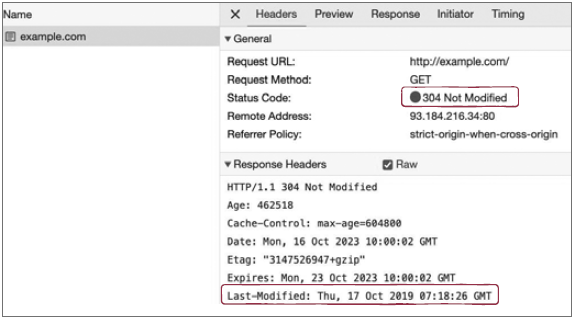 Name
Headers Preview Response Initiator Timing
example.com
General
Request URL: http://example.com/
Request Method: GET
Status Code: 304 Not Modified
Remote Address: 93.184.216.34:80
Referrer Policy: strict-origin-when-cross-origin
Response Headers Raw
HTTP/1.1 304 Not Modified
Age: 462518
Cache-Control: max-age=604800
Date: Mon, 16 Oct 2023 10:00:02 GMT
Etag: "3147526947+gzip"
Expires: Mon, 23 Oct 2023 10:00:02 GMT
Last-Modified: Thu, 17 Oct 2019 07:18:26 GMT